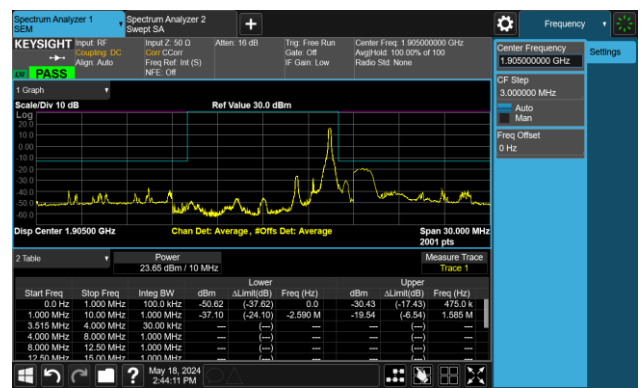 Spectrum Analyzer 1
SEM
Spectrum Analyzer 2
Swept SA
Frequency
KEYSIGHT
Input: RF
Coupling: DC
Align: Auto
Input Z: 50 Ω
Corr CCorr
Freq Ref: Int (S)
NFE: Off
Atten: 16 dB
Trig: Free Run
Gate: Off
IF Gain: Low
Center Freq: 1.905000000 GHz
Avg|Hold: 100.00% of 100
Radio Std: None
PASS
Center Frequency
1.905000000 GHz
Settings
CF Step
3.000000 MHz
Auto
Man
Freq Offset
0 Hz
1 Graph
Scale/Div 10 dB
Ref Value 30.0 dBm
Log
20.0
10.0
0.00
-10.0
-20.0
-30.0
-40.0
-50.0
-60.0
Disp Center 1.90500 GHz
Chan Det: Average, #Offs Det: Average
Span 30.000 MHz
2001 pts
2 Table
Power
23.65 dBm / 10 MHz
Measure Trace
Trace 1
Lower Upper
Start Freq Stop Freq Integ BW dBm ΔLimit(dB) Freq (Hz) dBm ΔLimit(dB) Freq (Hz)
0.0 Hz 1.000 MHz 100.0 kHz -50.62 (-37.62) 0.0 -30.43 (-17.43) 475.0 k
1.000 MHz 10.00 MHz 1.000 MHz -37.10 (-24.10) -2.590 M -19.54 (-6.54) 1.585 M
3.515 MHz 4.000 MHz 30.00 kHz --- (---) --- --- (---) ---
4.000 MHz 8.000 MHz 1.000 MHz --- (---) --- --- (---) ---
8.000 MHz 12.50 MHz 1.000 MHz --- (---) --- --- (---) ---
12.50 MHz 15.00 MHz 1.000 MHz --- (---) --- --- (---) ---
May 18, 2024
2:44:11 PM